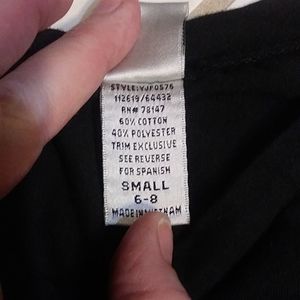 STYLE:YJF0576
112619/64432
RN# 78147
60% COTTON
40% POLYESTER
TRIM EXCLUSIVE
SEE REVERSE
FOR SPANISH
SMALL
6-8
MADE IN VIETNAM